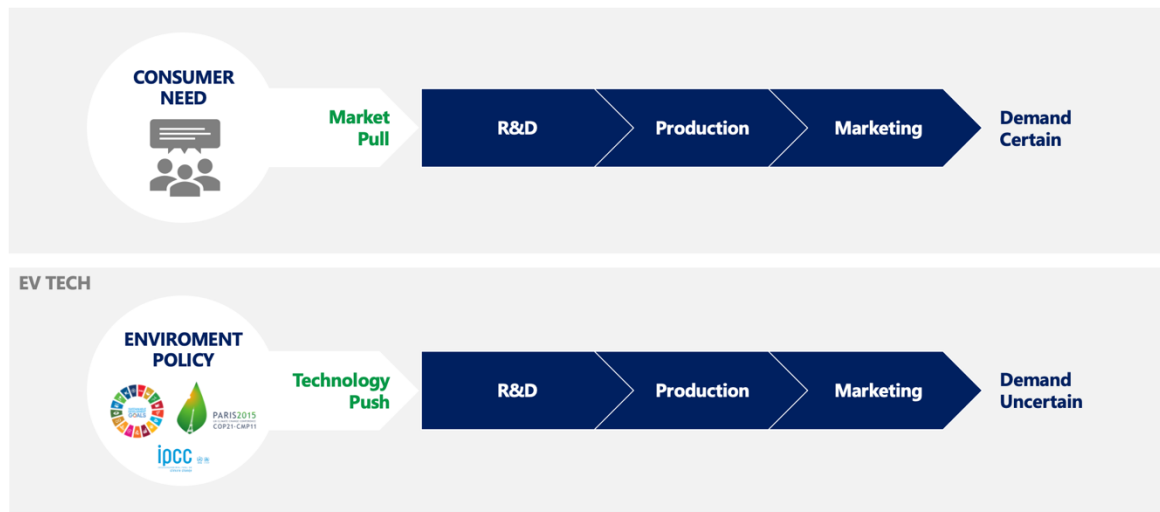 CONSUMER
NEED
Market
Pull
R&D
Production
Marketing
Demand
Certain
EV TECH
ENVIROMENT
POLICY
PARIS2015
COP21·CMP11
ipcc
Technology
Push
R&D
Production
Marketing
Demand
Uncertain